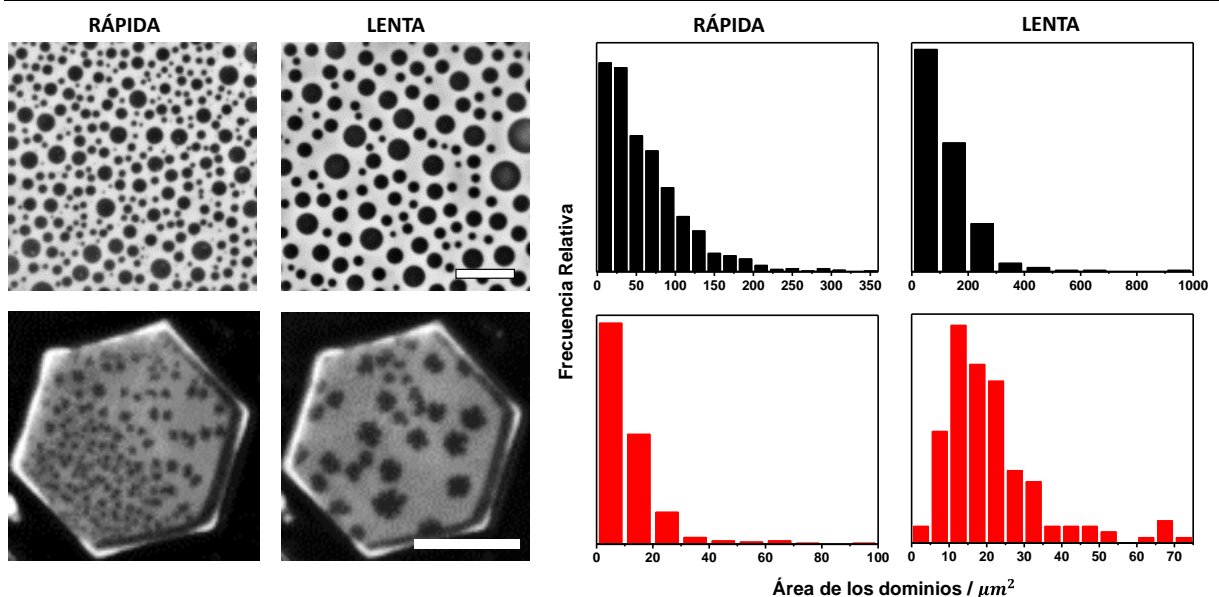 RÁPIDA
LENTA
RÁPIDA
LENTA
Frecuencia Relativa
0 50 100 150 200 250 300 350
0 200 400 600 800 1000
0 20 40 60 80 100
0 10 20 30 40 50 60 70
Área de los dominios / μm²